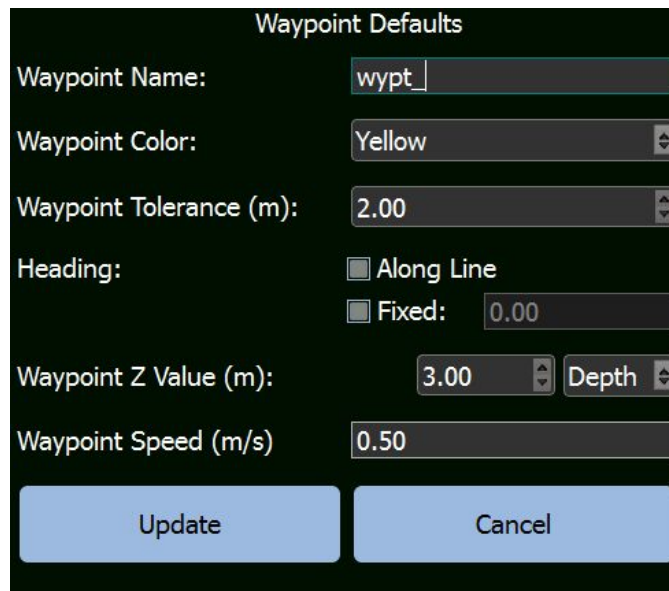 Waypoint Defaults
Waypoint Name: wypt_
Waypoint Color: Yellow
Waypoint Tolerance (m): 2.00
Heading: Along Line
Fixed: 0.00
Waypoint Z Value (m): 3.00 Depth
Waypoint Speed (m/s) 0.50
Update Cancel